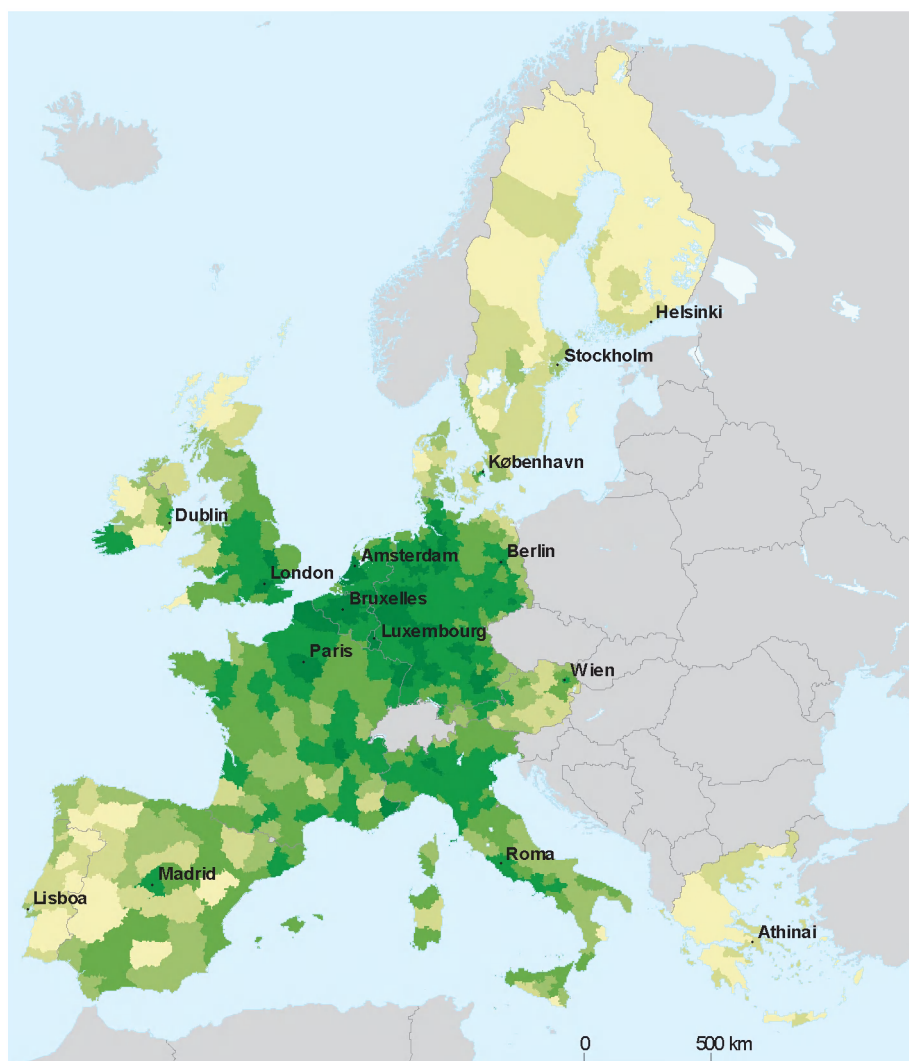 Helsinki
Stockholm
København
Dublin
Amsterdam
Berlin
London
Bruxelles
Luxembourg
Paris
Wien
Roma
Madrid
Lisboa
Athinai
0 500 km